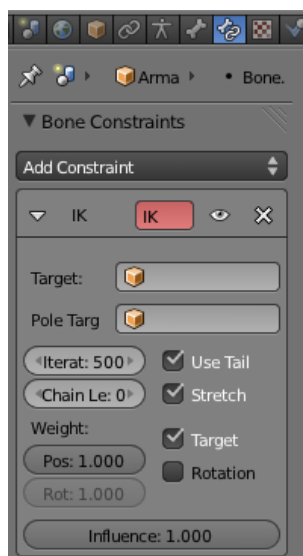 Arma Bone.
Bone Constraints
Add Constraint
IK IK
Target:
Pole Targ
Iterat: 500 Use Tail
Chain Le: 0 Stretch
Weight: Target
Pos: 1.000 Rotation
Rot: 1.000
Influence: 1.000